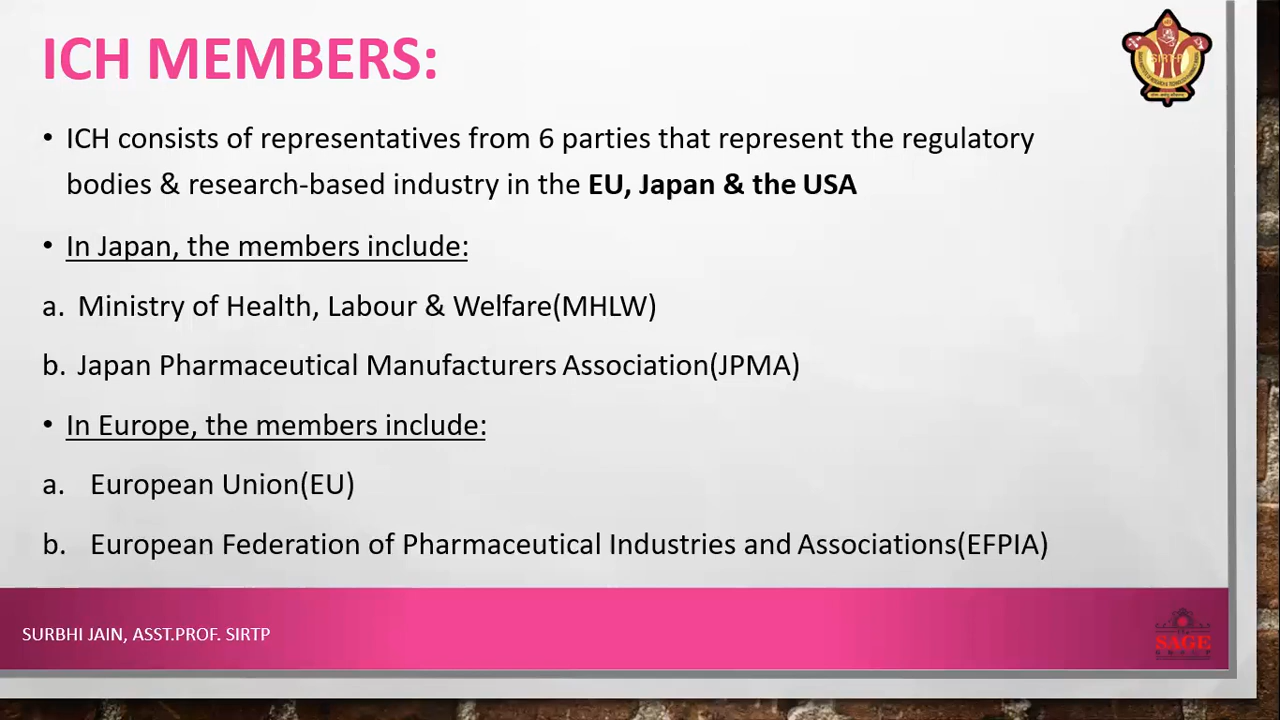 ICH MEMBERS:
SIRT-P
• ICH consists of representatives from 6 parties that represent the regulatory
bodies & research-based industry in the EU, Japan & the USA
• In Japan, the members include:
a. Ministry of Health, Labour & Welfare(MHLW)
b. Japan Pharmaceutical Manufacturers Association(JPMA)
• In Europe, the members include:
a. European Union(EU)
b. European Federation of Pharmaceutical Industries and Associations(EFPIA)
SURBHI JAIN, ASST.PROF. SIRTP
SAGE